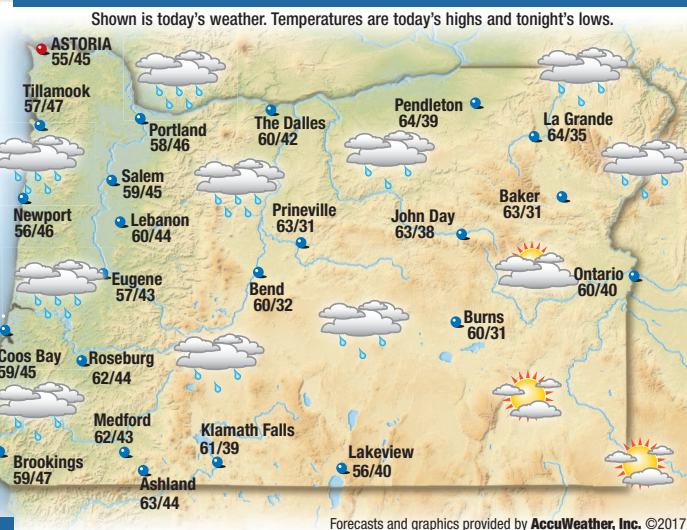 Shown is today's weather. Temperatures are today's highs and tonight's lows.
ASTORIA
55/45
Tillamook
57/47
Portland
58/46
The Dalles
60/42
Pendleton
64/39
La Grande
64/35
Salem
59/45
Newport
56/46
Lebanon
60/44
Prineville
63/31
John Day
63/38
Baker
63/31
Eugene
57/43
Bend
60/32
Ontario
60/40
Burns
60/31
Coos Bay
59/45
Roseburg
62/44
Medford
62/43
Klamath Falls
61/39
Lakeview
56/40
Brookings
59/47
Ashland
63/44
Forecasts and graphics provided by AccuWeather, Inc. ©2017